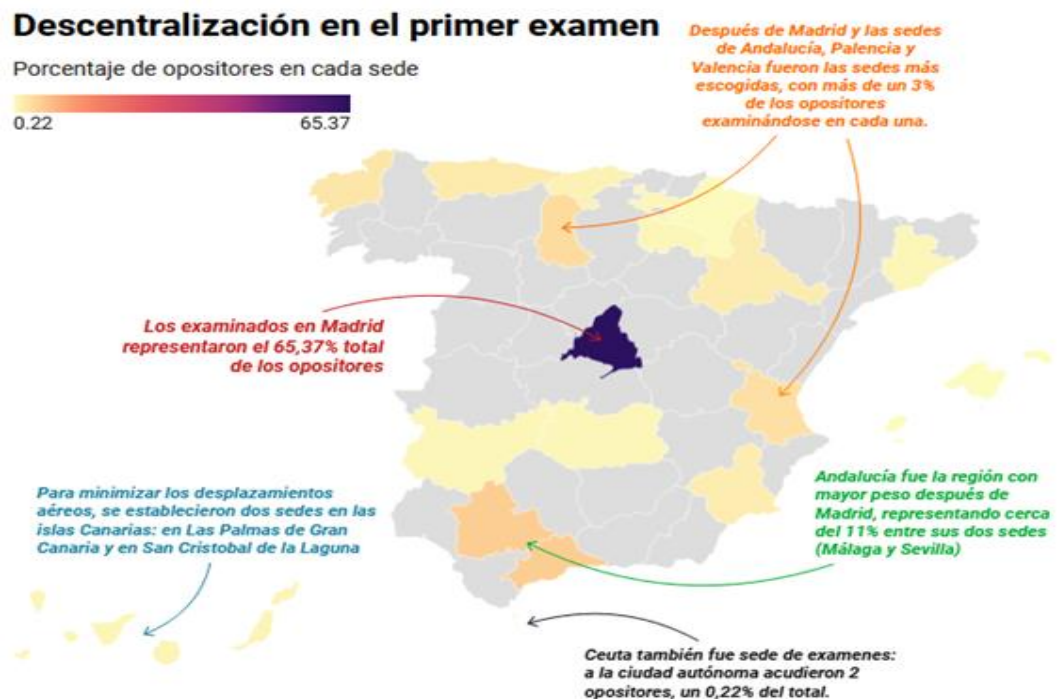 Descentralización en el primer examen
Porcentaje de opositores en cada sede
0.22
65.37
Después de Madrid y las sedes
de Andalucía, Palencia y
Valencia fueron las sedes más
escogidas, con más de un 3%
de los opositores
examinándose en cada una.
Los examinados en Madrid
representaron el 65,37% total
de los opositores
Para minimizar los desplazamientos
aéreos, se establecieron dos sedes en las
islas Canarias: en Las Palmas de Gran
Canaria y en San Cristobal de la Laguna
Andalucía fue la región con
mayor peso después de
Madrid, representando cerca
del 11% entre sus dos sedes
(Málaga y Sevilla)
Ceuta también fue sede de examenes:
a la ciudad autónoma acudieron 2
opositores, un 0,22% del total.